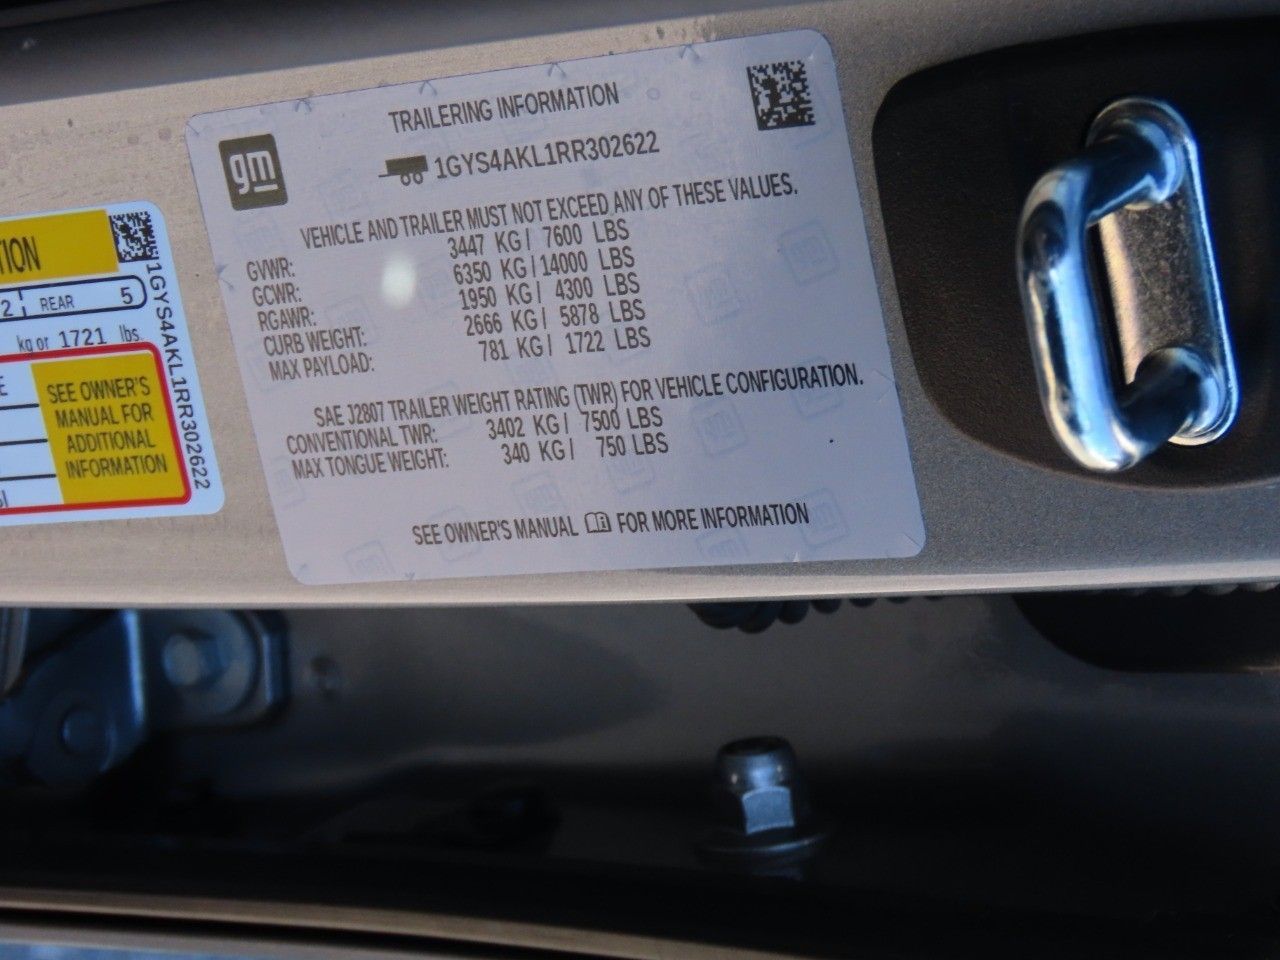 TION
2 | REAR 5
kg or 1721 lbs.
E
SEE OWNER'S
MANUAL FOR
ADDITIONAL
INFORMATION
1GYS4AKL1RR302622
gm
TRAILERING INFORMATION
1GYS4AKL1RR302622
VEHICLE AND TRAILER MUST NOT EXCEED ANY OF THESE VALUES.
GVWR: 3447 KG/ 7600 LBS
GCWR: 6350 KG/14000 LBS
RGAWR: 1950 KG/ 4300 LBS
CURB WEIGHT: 2666 KG/ 5878 LBS
MAX PAYLOAD: 781 KG/ 1722 LBS
SAE J2807 TRAILER WEIGHT RATING (TWR) FOR VEHICLE CONFIGURATION.
CONVENTIONAL TWR: 3402 KG/ 7500 LBS
MAX TONGUE WEIGHT: 340 KG/ 750 LBS
SEE OWNER'S MANUAL FOR MORE INFORMATION